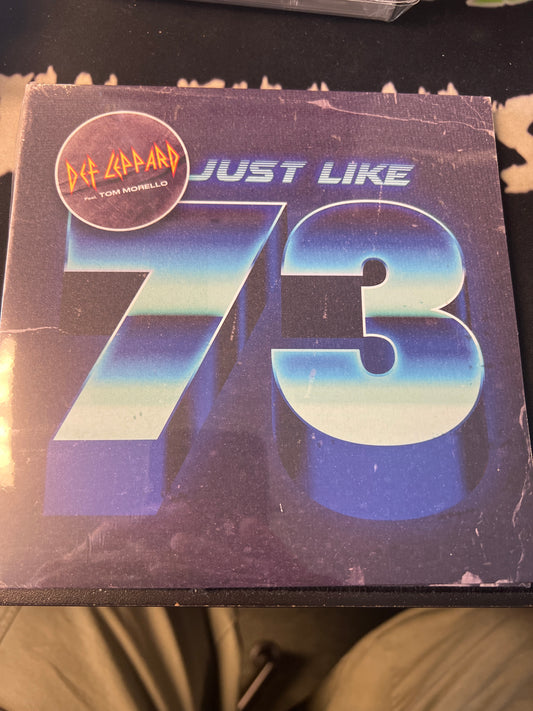 DEF LEPPARD
Feat. TOM MORELLO
JUST LIKE
73